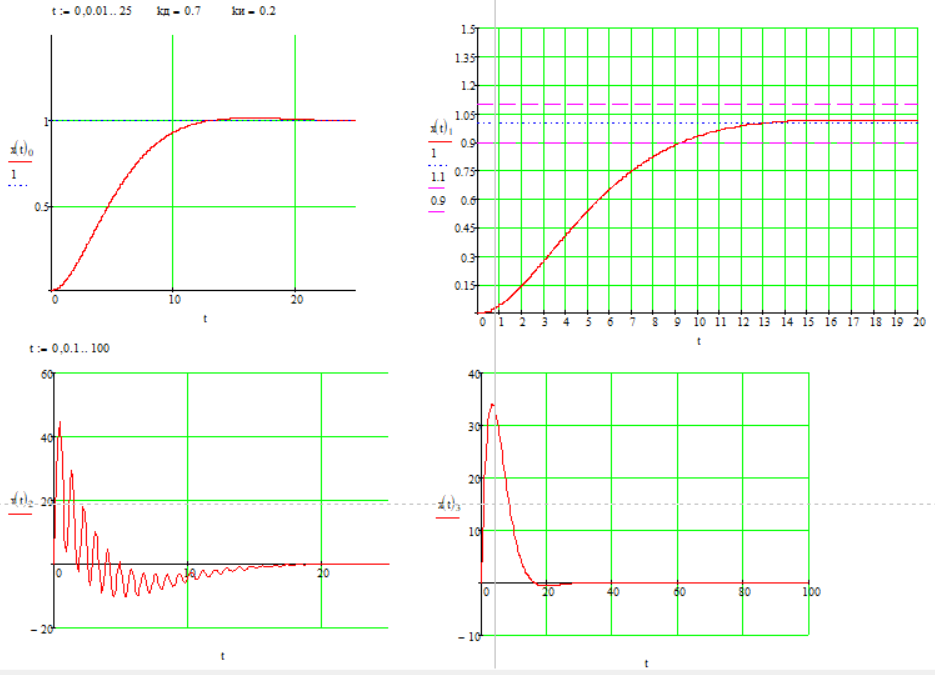 t := 0,0.01.. 25 kд = 0.7 kи = 0.2
1
0.5
0 10 20
x(t)₀
1
t
1.5
1.35
1.2
1.05
0.9
0.75
0.6
0.45
0.3
0.15
0 1 2 3 4 5 6 7 8 9 10 11 12 13 14 15 16 17 18 19 20
x(t)₁
1
1.1
0.9
t
t := 0,0.1.. 100
60
40
20
− 20
0 10 20
x(t)₂
t
40
30
20
10
− 10
0 20 40 60 80 100
x(t)₃
t